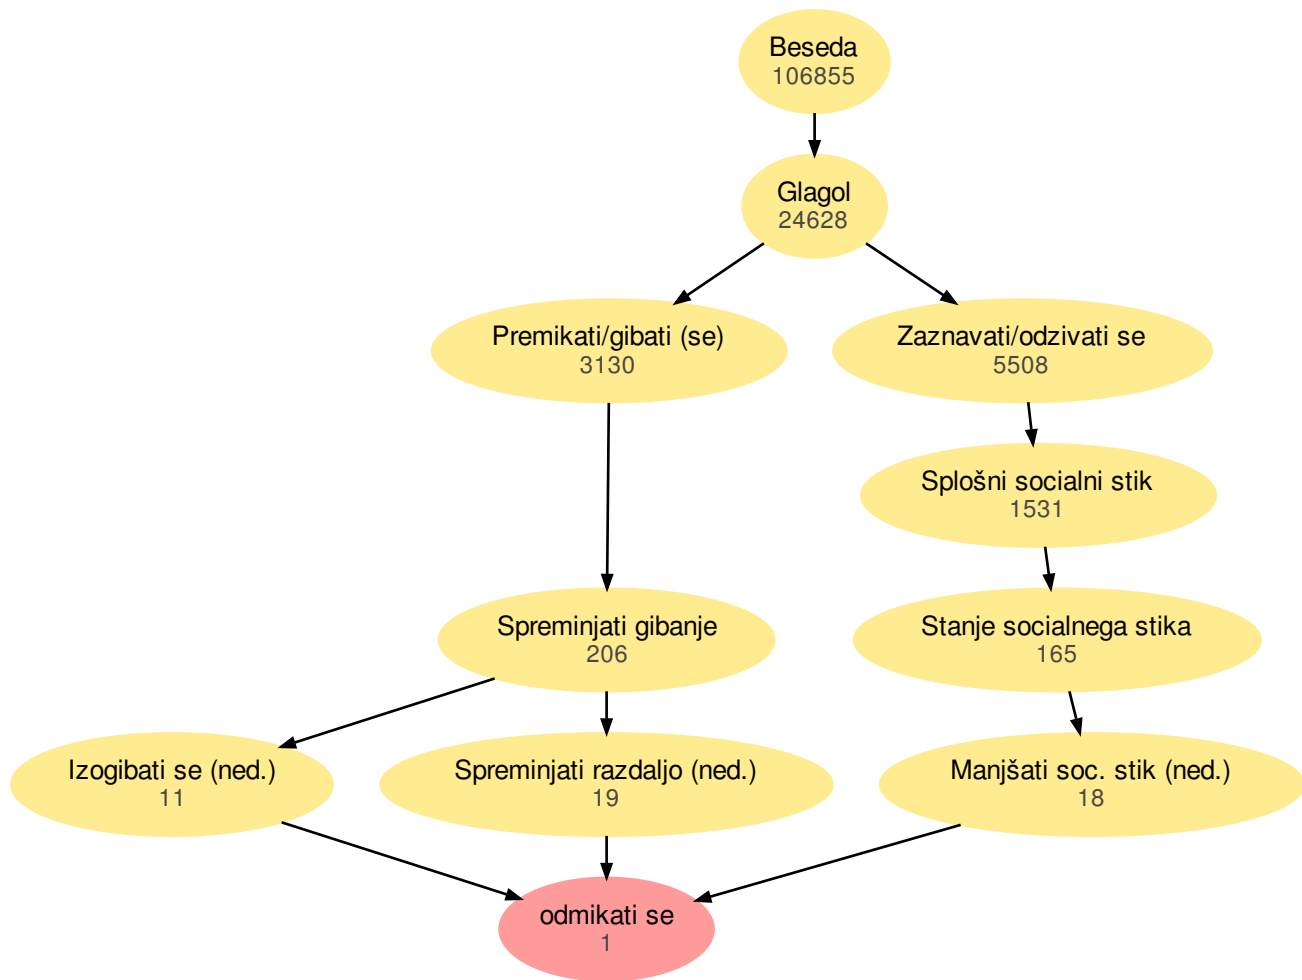 Beseda
106855
Glagol
24628
Premikati/gibati (se)
3130
Zaznavati/odzivati se
5508
Splošni socialni stik
1531
Spreminjati gibanje
206
Stanje socialnega stika
165
Izogibati se (ned.)
11
Spreminjati razdaljo (ned.)
19
Manjšati soc. stik (ned.)
18
odmikati se
1